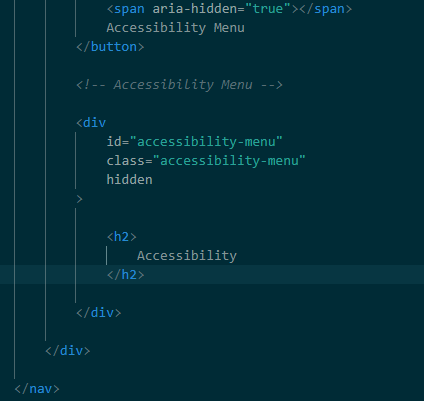 <span aria-hidden="true"></span>
Accessibility Menu
</button>
<!-- Accessibility Menu -->
<div
id="accessibility-menu"
class="accessibility-menu"
hidden
>
<h2>
Accessibility
</h2>
</div>
</div>
</nav>